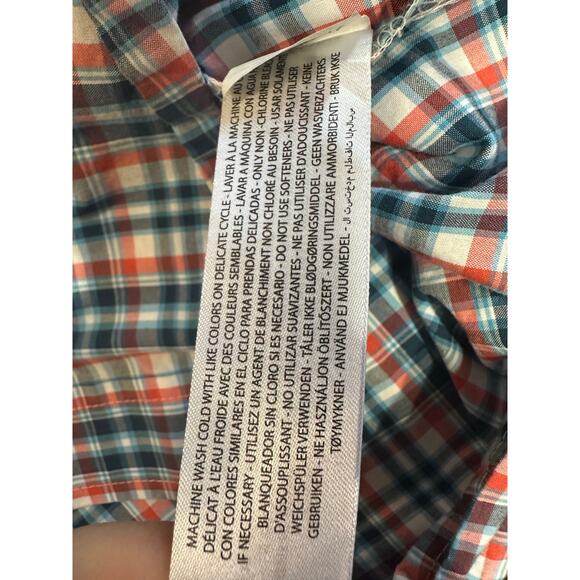 MACHINE WASH COLD WITH LIKE COLORS ON DELICATE CYCLE - LAVER À LA MACHINE AU
DÉLICAT À L'EAU FROIDE AVEC DES COULEURS SEMBLABLES - LAVAR A MÁQUINA CON AGUA
CON COLORES SIMILARES EN EL CICLO PARA PRENDAS DELICADAS - ONLY NON - CHLORINE
IF NECESSARY - UTILISEZ UN AGENT DE BLANCHIMENT NON CHLORÉ AU BESOIN - USAR SOLAMENTE
BLANQUEADOR SIN CLORO SI ES NECESARIO - DO NOT USE SOFTENERS - NE PAS UTILISER
D'ASSOUPLISSANT - NO UTILIZAR SUAVIZANTES - NE PAS UTILISER D'ADOUCISSANT - KEINE
WEICHSPÜLER VERWENDEN - TÅLER IKKE BLØDGØRINGSMIDDEL - GEEN WASVERZACHTERS
GEBRUIKEN - NE HASZNÁLJON ÖBLÍTŐSZERT - NON UTILIZZARE AMMORBIDENTI - BRUK IKKE
TØYMYKNER - ANVÄND EJ MJUKMEDEL - لا تستخدم ملطفات الملابس